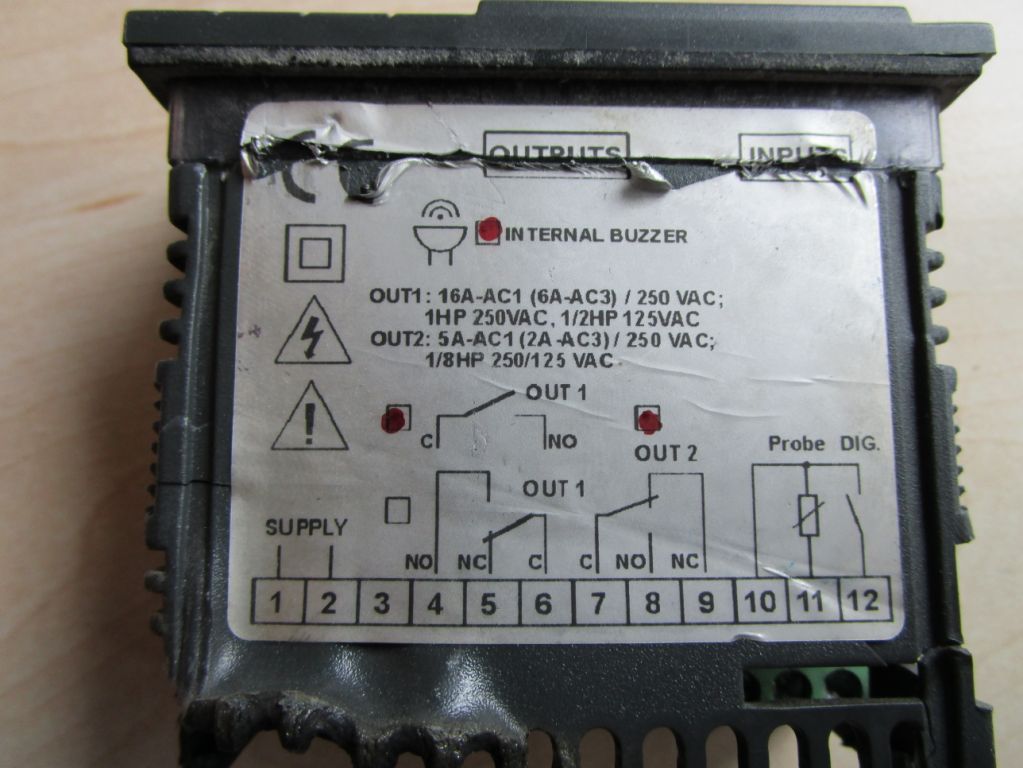 CE
OUTPUTS
INPUTS
INTERNAL BUZZER
OUT1: 16A-AC1 (6A-AC3) / 250 VAC;
1HP 250VAC, 1/2HP 125VAC
OUT2: 5A-AC1 (2A-AC3) / 250 VAC;
1/8HP 250/125 VAC
OUT 1
C NO
OUT 2
Probe DIG.
OUT 1
SUPPLY
NO NC C C NO NC
1 2 3 4 5 6 7 8 9 10 11 12